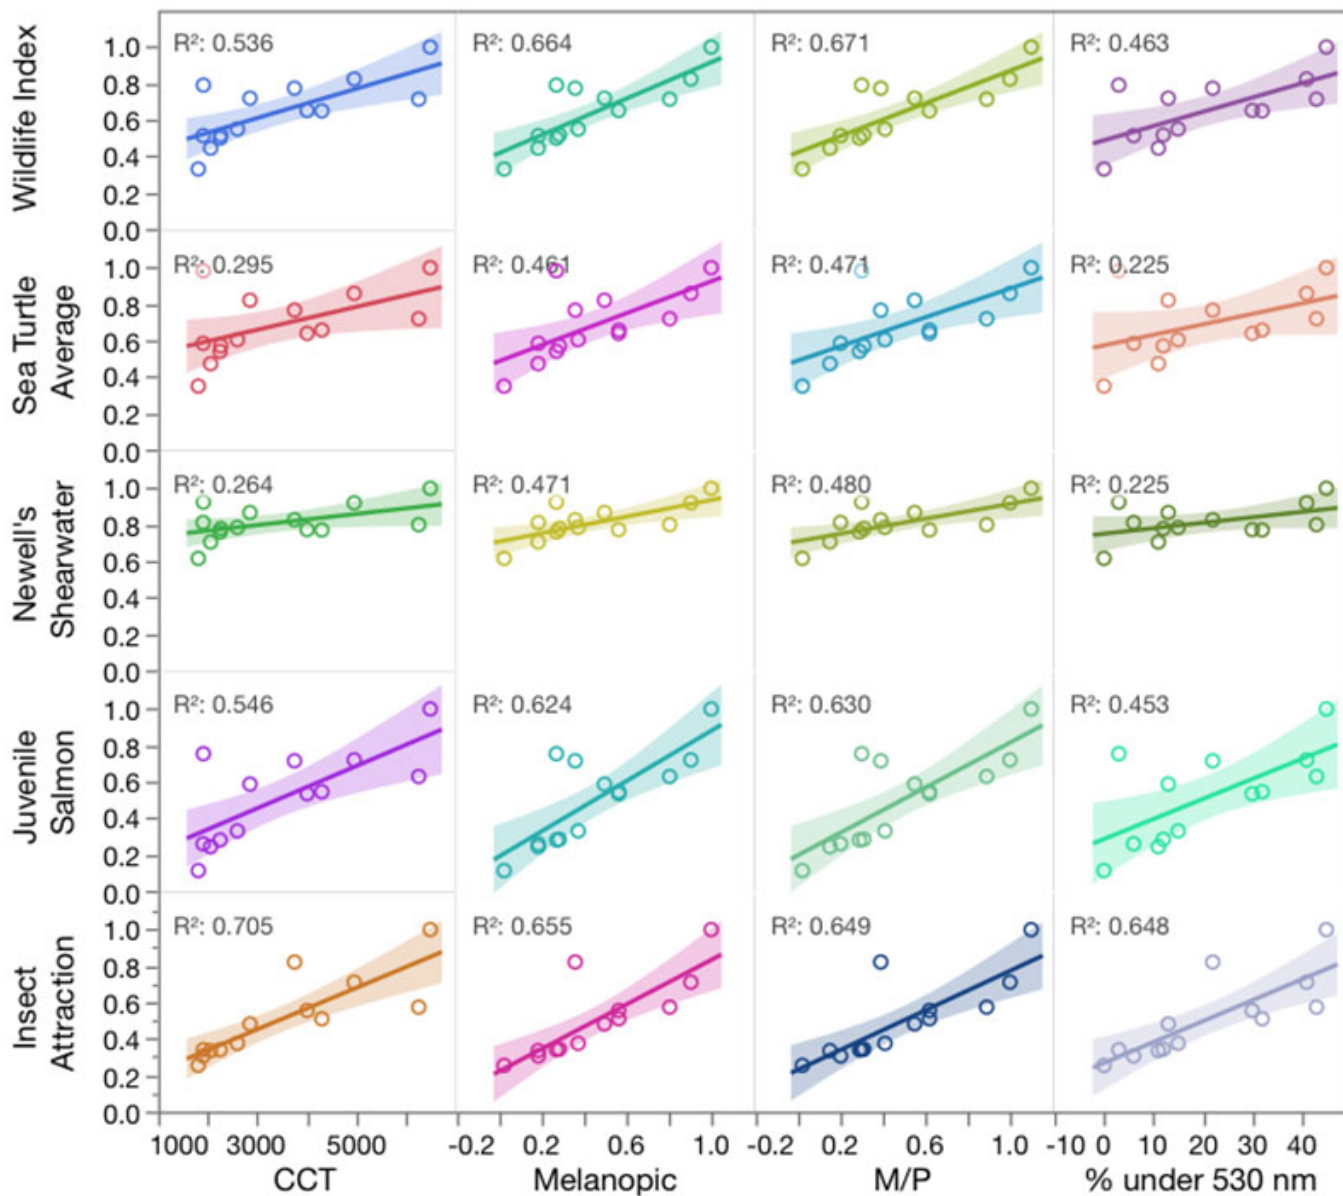 Wildlife Index
1.0
0.8
0.6
0.4
0.2
0.0
R²: 0.536
R²: 0.664
R²: 0.671
R²: 0.463
Sea Turtle
Average
1.0
0.8
0.6
0.4
0.2
0.0
R²: 0.295
R²: 0.461
R²: 0.471
R²: 0.225
Newell's
Shearwater
1.0
0.8
0.6
0.4
0.2
0.0
R²: 0.264
R²: 0.471
R²: 0.480
R²: 0.225
Juvenile
Salmon
1.0
0.8
0.6
0.4
0.2
0.0
R²: 0.546
R²: 0.624
R²: 0.630
R²: 0.453
Insect
Attraction
1.0
0.8
0.6
0.4
0.2
0.0
R²: 0.705
R²: 0.655
R²: 0.649
R²: 0.648
1000 3000 5000
-0.2 0.2 0.6 1.0
-0.2 0.2 0.6 1.0
-10 0 10 20 30 40
CCT
Melanopic
M/P
% under 530 nm